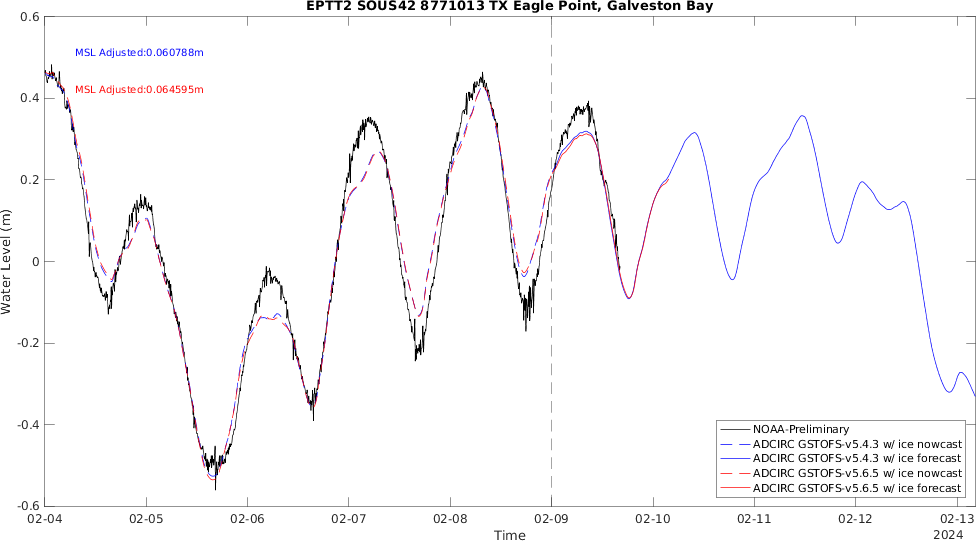 EPTT2 SOUS42 8771013 TX Eagle Point, Galveston Bay
0.6
MSL Adjusted:0.060788m
MSL Adjusted:0.064595m
0.4
0.2
0
-0.2
-0.4
-0.6
Water Level (m)
NOAA-Preliminary
ADCIRC GSTOFS-v5.4.3 w/ ice nowcast
ADCIRC GSTOFS-v5.4.3 w/ ice forecast
ADCIRC GSTOFS-v5.6.5 w/ ice nowcast
ADCIRC GSTOFS-v5.6.5 w/ ice forecast
02-04 02-05 02-06 02-07 02-08 02-09 02-10 02-11 02-12 02-13
Time
2024